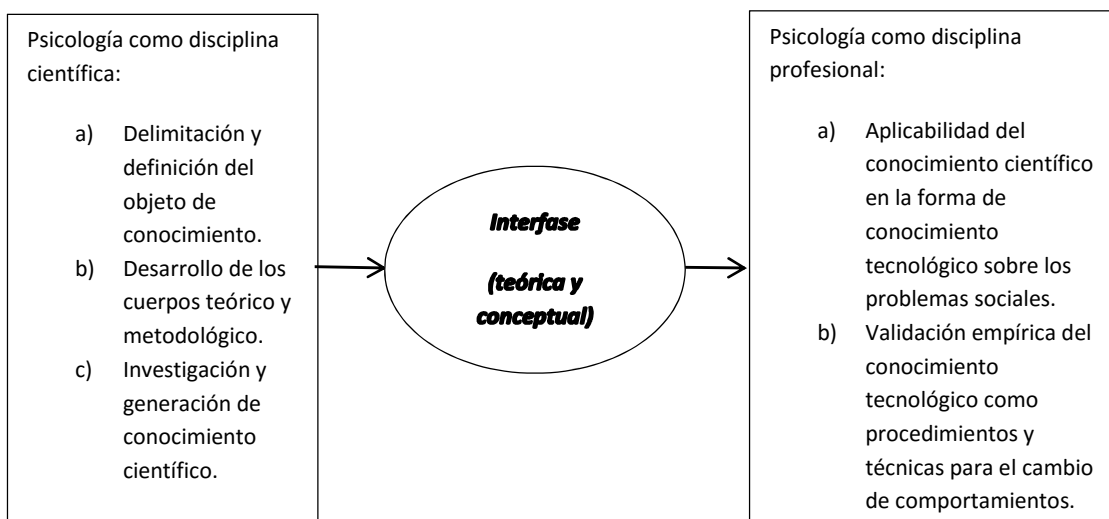 Psicología como disciplina
científica:
a) Delimitación y
definición del
objeto de
conocimiento.
b) Desarrollo de los
cuerpos teórico y
metodológico.
c) Investigación y
generación de
conocimiento
científico.
Interfase
(teórica y
conceptual)
Psicología como disciplina
profesional:
a) Aplicabilidad del
conocimiento científico
en la forma de
conocimiento
tecnológico sobre los
problemas sociales.
b) Validación empírica del
conocimiento
tecnológico como
procedimientos y
técnicas para el cambio
de comportamientos.